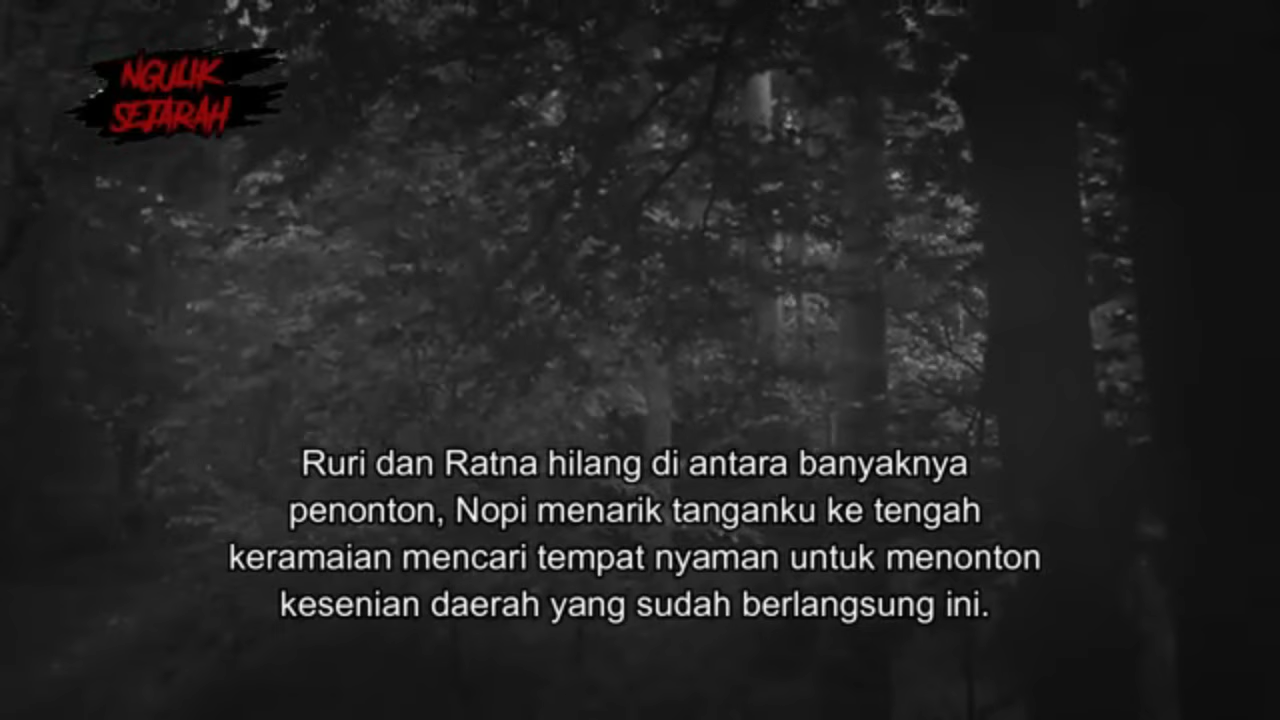 NGULIK
SEJARAH
Ruri dan Ratna hilang di antara banyaknya
penonton, Nopi menarik tanganku ke tengah
keramaian mencari tempat nyaman untuk menonton
kesenian daerah yang sudah berlangsung ini.